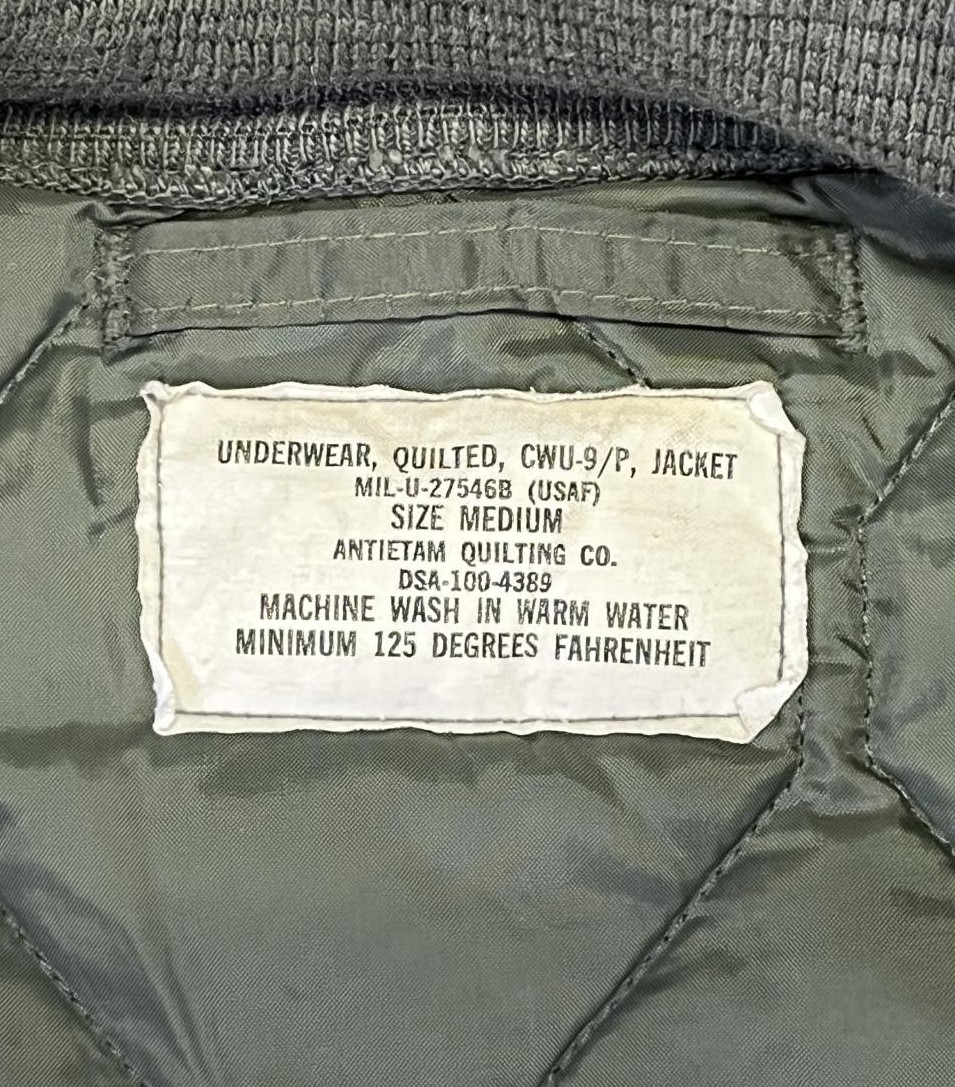 UNDERWEAR, QUILTED, CWU-9/P, JACKET
MIL-U-27546B (USAF)
SIZE MEDIUM
ANTIETAM QUILTING CO.
DSA-100-4389
MACHINE WASH IN WARM WATER
MINIMUM 125 DEGREES FAHRENHEIT